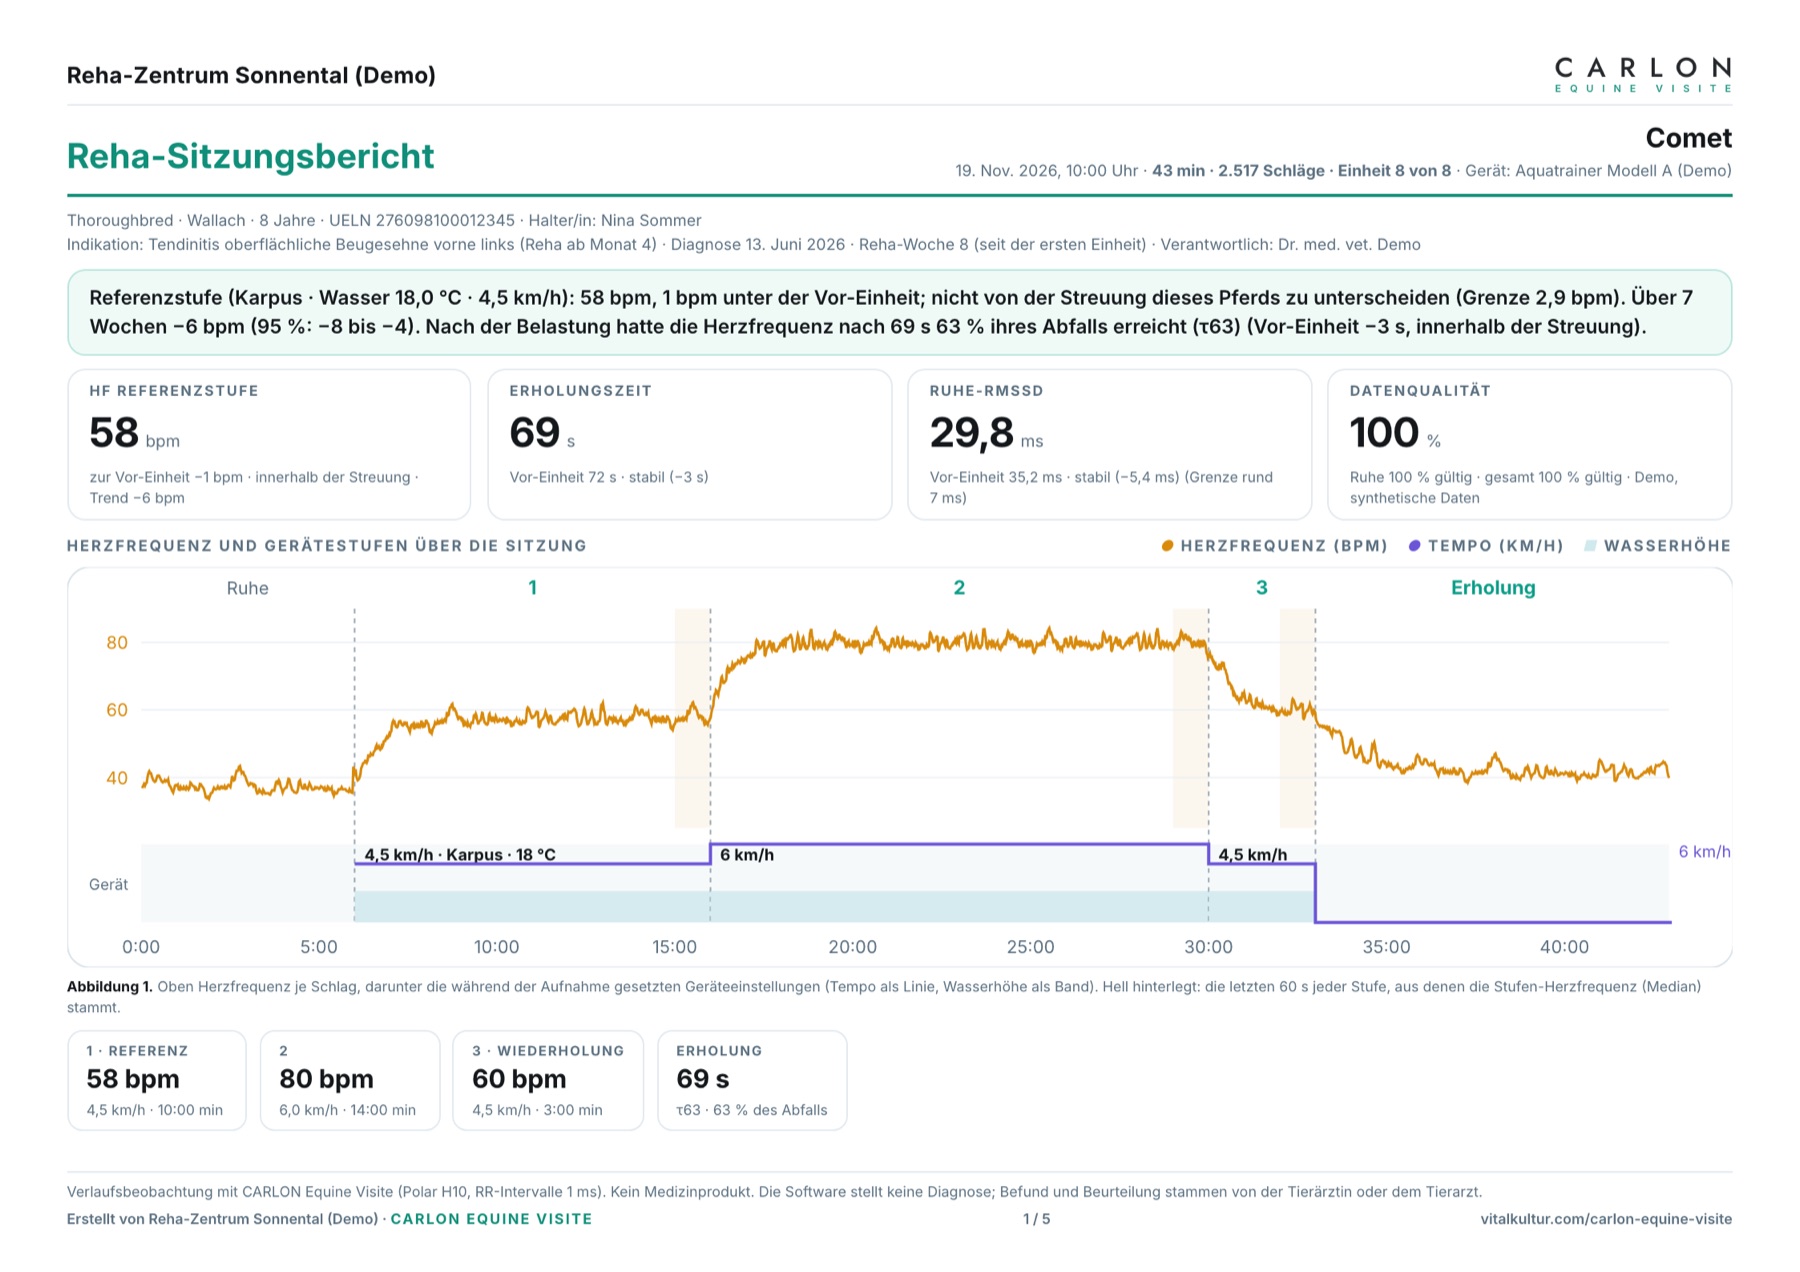 Reha-Zentrum Sonnental (Demo)
CARLON
EQUINE VISITE
Reha-Sitzungsbericht
Comet
19. Nov. 2026, 10:00 Uhr · 43 min · 2.517 Schläge · Einheit 8 von 8 · Gerät: Aquatrainer Modell A (Demo)
Thoroughbred · Wallach · 8 Jahre · UELN 276098100012345 · Halter/in: Nina Sommer
Indikation: Tendinitis oberflächliche Beugesehne vorne links (Reha ab Monat 4) · Diagnose 13. Juni 2026 · Reha-Woche 8 (seit der ersten Einheit) · Verantwortlich: Dr. med. vet. Demo
Referenzstufe (Karpus · Wasser 18,0 °C · 4,5 km/h): 58 bpm, 1 bpm unter der Vor-Einheit; nicht von der Streuung dieses Pferds zu unterscheiden (Grenze 2,9 bpm). Über 7
Wochen −6 bpm (95 %: −8 bis −4). Nach der Belastung hatte die Herzfrequenz nach 69 s 63 % ihres Abfalls erreicht (τ63) (Vor-Einheit −3 s, innerhalb der Streuung).
HF REFERENZSTUFE
58 bpm
zur Vor-Einheit −1 bpm · innerhalb der Streuung ·
Trend −6 bpm
ERHOLUNGSZEIT
69 s
Vor-Einheit 72 s · stabil (−3 s)
RUHE-RMSSD
29,8 ms
Vor-Einheit 35,2 ms · stabil (−5,4 ms) (Grenze rund
7 ms)
DATENQUALITÄT
100 %
Ruhe 100 % gültig · gesamt 100 % gültig · Demo,
synthetische Daten
HERZFREQUENZ UND GERÄTESTUFEN ÜBER DIE SITZUNG
HERZFREQUENZ (BPM) TEMPO (KM/H) WASSERHÖHE
Ruhe 1 2 3 Erholung
80
60
40
4,5 km/h · Karpus · 18 °C 6 km/h 4,5 km/h 6 km/h
Gerät
0:00 5:00 10:00 15:00 20:00 25:00 30:00 35:00 40:00
Abbildung 1. Oben Herzfrequenz je Schlag, darunter die während der Aufnahme gesetzten Geräteeinstellungen (Tempo als Linie, Wasserhöhe als Band). Hell hinterlegt: die letzten 60 s jeder Stufe, aus denen die Stufen-Herzfrequenz (Median)
stammt.
1 · REFERENZ
58 bpm
4,5 km/h · 10:00 min
2
80 bpm
6,0 km/h · 14:00 min
3 · WIEDERHOLUNG
60 bpm
4,5 km/h · 3:00 min
ERHOLUNG
69 s
τ63 · 63 % des Abfalls
Verlaufsbeobachtung mit CARLON Equine Visite (Polar H10, RR-Intervalle 1 ms). Kein Medizinprodukt. Die Software stellt keine Diagnose; Befund und Beurteilung stammen von der Tierärztin oder dem Tierarzt.
Erstellt von Reha-Zentrum Sonnental (Demo) · CARLON EQUINE VISITE
1 / 5
vitalkultur.com/carlon-equine-visite